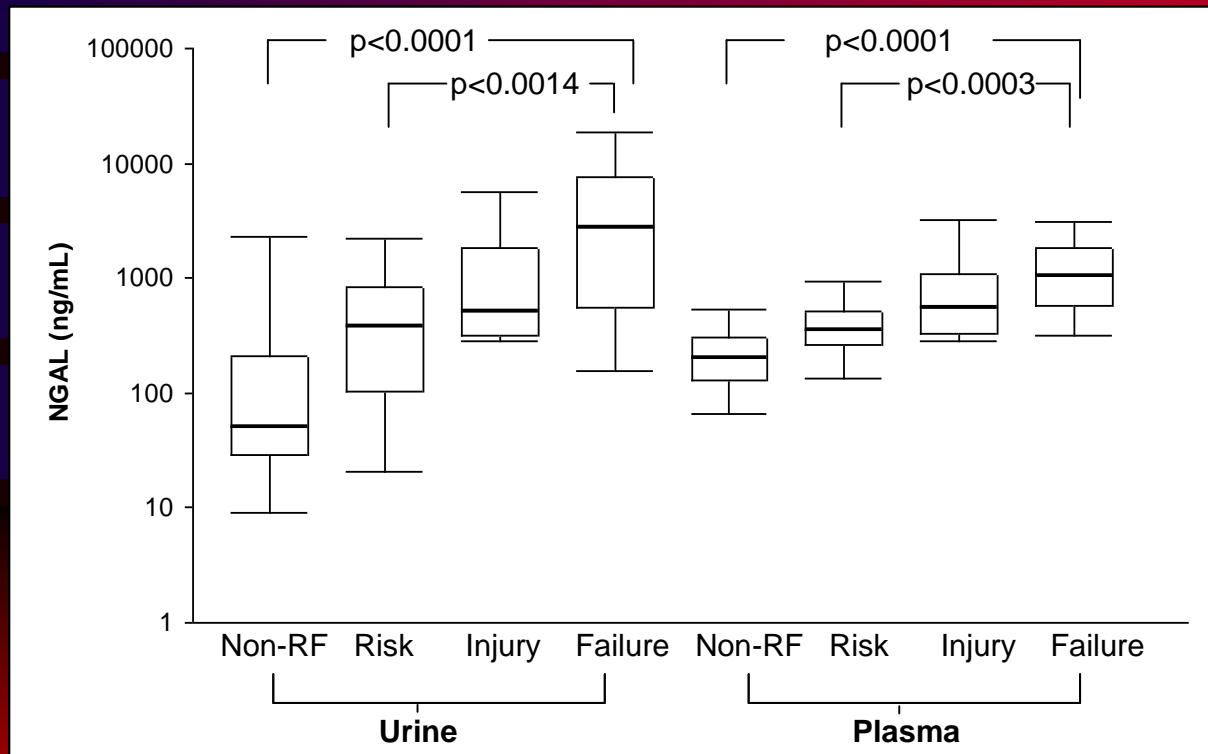 100000
10000
1000
100
10
1
NGAL (ng/mL)
p<0.0001
p<0.0014
p<0.0001
p<0.0003
Non-RF Risk Injury Failure Non-RF Risk Injury Failure
Urine Plasma